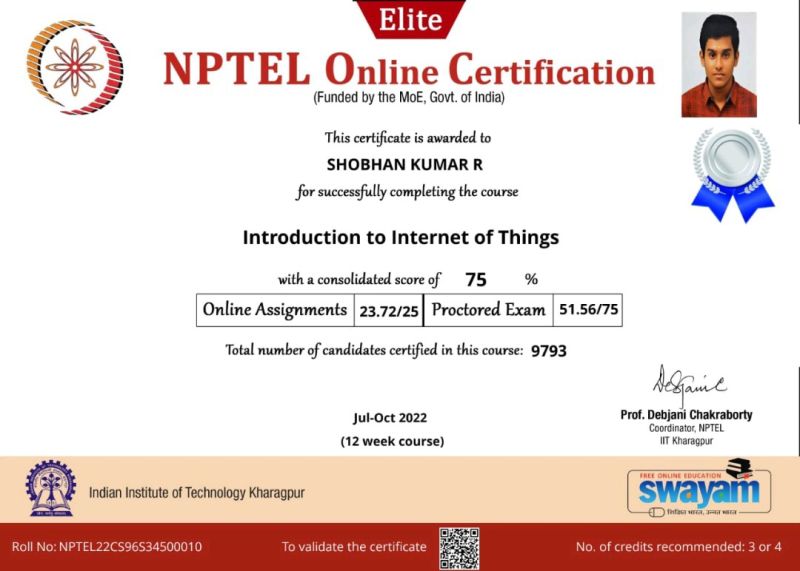 Elite
NPTEL Online Certification
(Funded by the MoE, Govt. of India)
This certificate is awarded to
SHOBHAN KUMAR R
for successfully completing the course
Introduction to Internet of Things
with a consolidated score of 75 %
Online Assignments 23.72/25 Proctored Exam 51.56/75
Total number of candidates certified in this course: 9793
Jul-Oct 2022
(12 week course)
Prof. Debjani Chakraborty
Coordinator, NPTEL
IIT Kharagpur
Indian Institute of Technology Kharagpur
FREE ONLINE EDUCATION
swayam
शिक्षित भारत, उन्नत भारत
Roll No: NPTEL22CS96S34500010
To validate the certificate
No. of credits recommended: 3 or 4